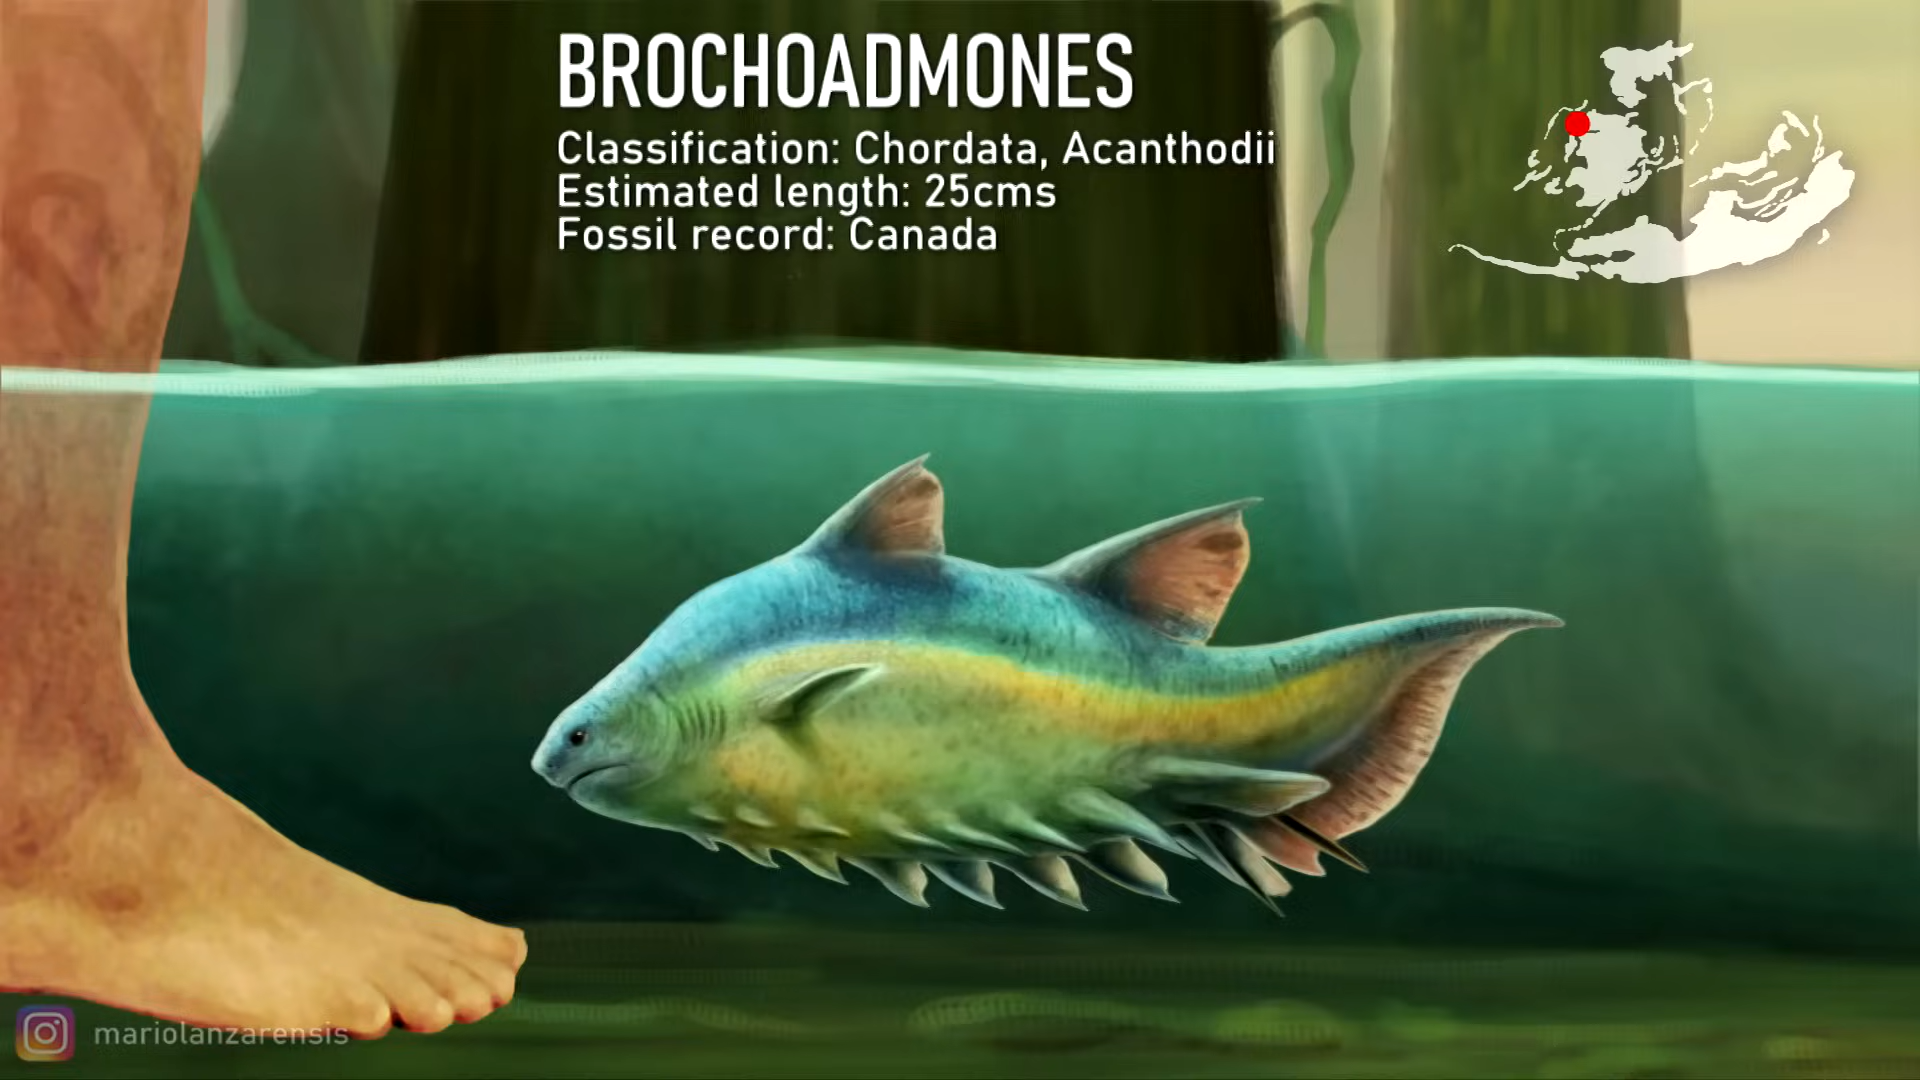 BROCHOADMONES
Classification: Chordata, Acanthodii
Estimated length: 25cms
Fossil record: Canada
mariolanzarensis